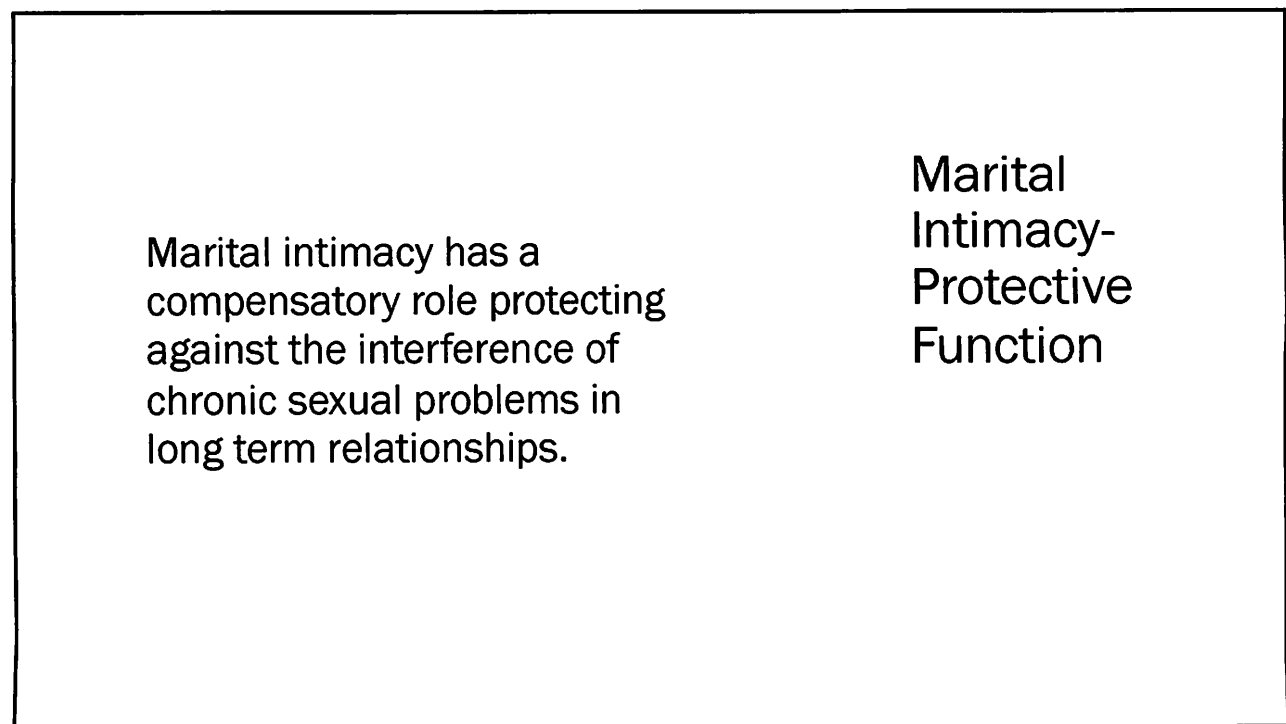 Marital
Intimacy-
Protective
Function
Marital intimacy has a
compensatory role protecting
against the interference of
chronic sexual problems in
long term relationships.